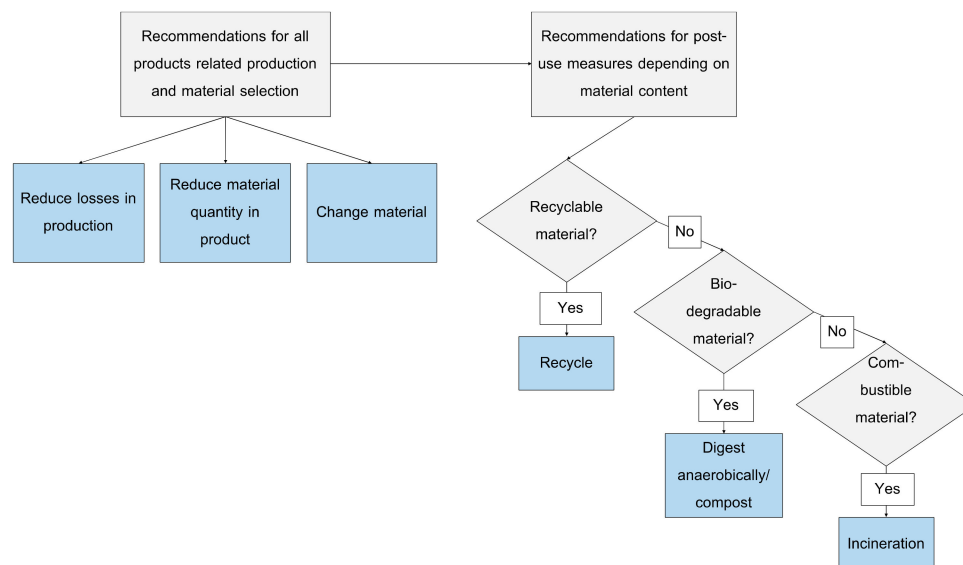 Recommendations for all
products related production
and material selection
Recommendations for post-
use measures depending on
material content
Reduce losses in
production
Reduce material
quantity in
product
Change material
Recyclable
material?
No
Yes
Recycle
Bio-
degradable
material?
No
Yes
Digest
anaerobically/
compost
Com-
bustible
material?
Yes
Incineration